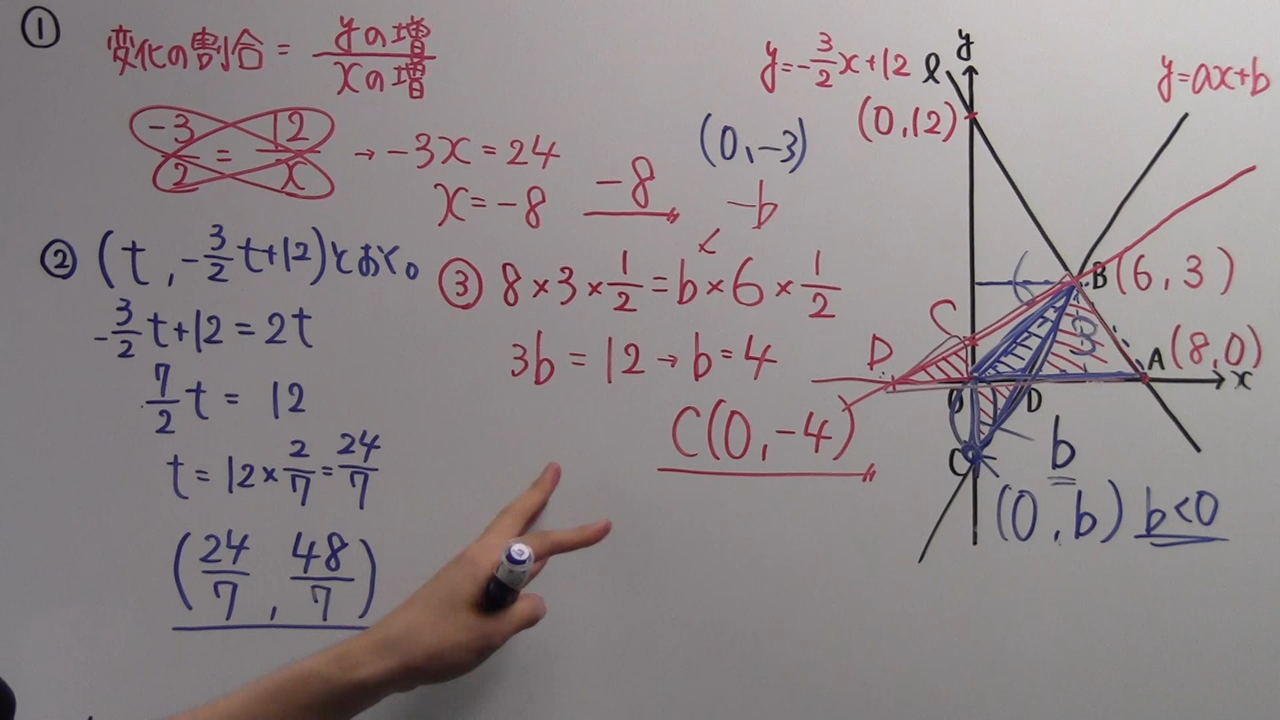 ①
変化の割合 = yの増/xの増
-3/2 = 12/x → -3x = 24
x = -8 -8
② (t, -3/2t+12)とおく。
-3/2t+12 = 2t
7/2t = 12
t = 12×2/7 = 24/7
(24/7, 48/7)
(0, -3)
-b
③ 8×3×1/2 = b×6×1/2
3b = 12 → b = 4
C(0, -4)
y = -3/2x+12
l
y
y = ax+b
(0, 12)
B(6, 3)
C
D
A(8, 0)
x
O
D
C
b
(0, b) b<0